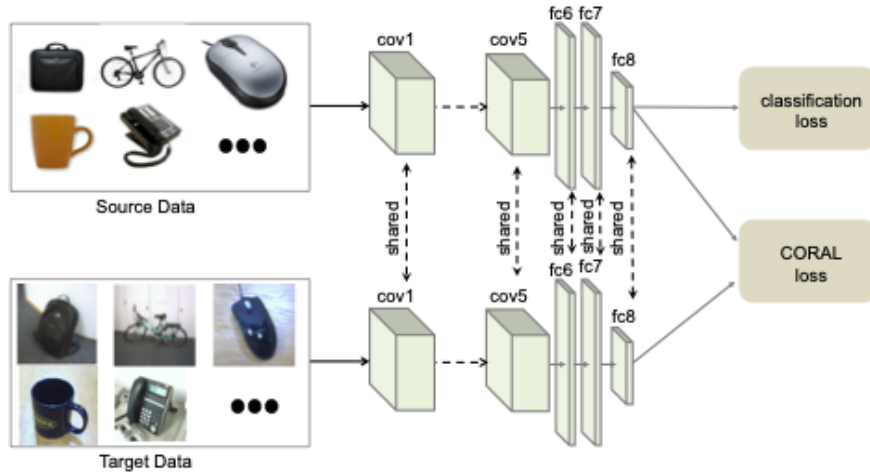 fc6 fc7
cov1
cov5
fc8
classification
loss
Source Data
shared
shared
shared
shared
shared
CORAL
loss
fc6 fc7
cov1
cov5
fc8
Target Data